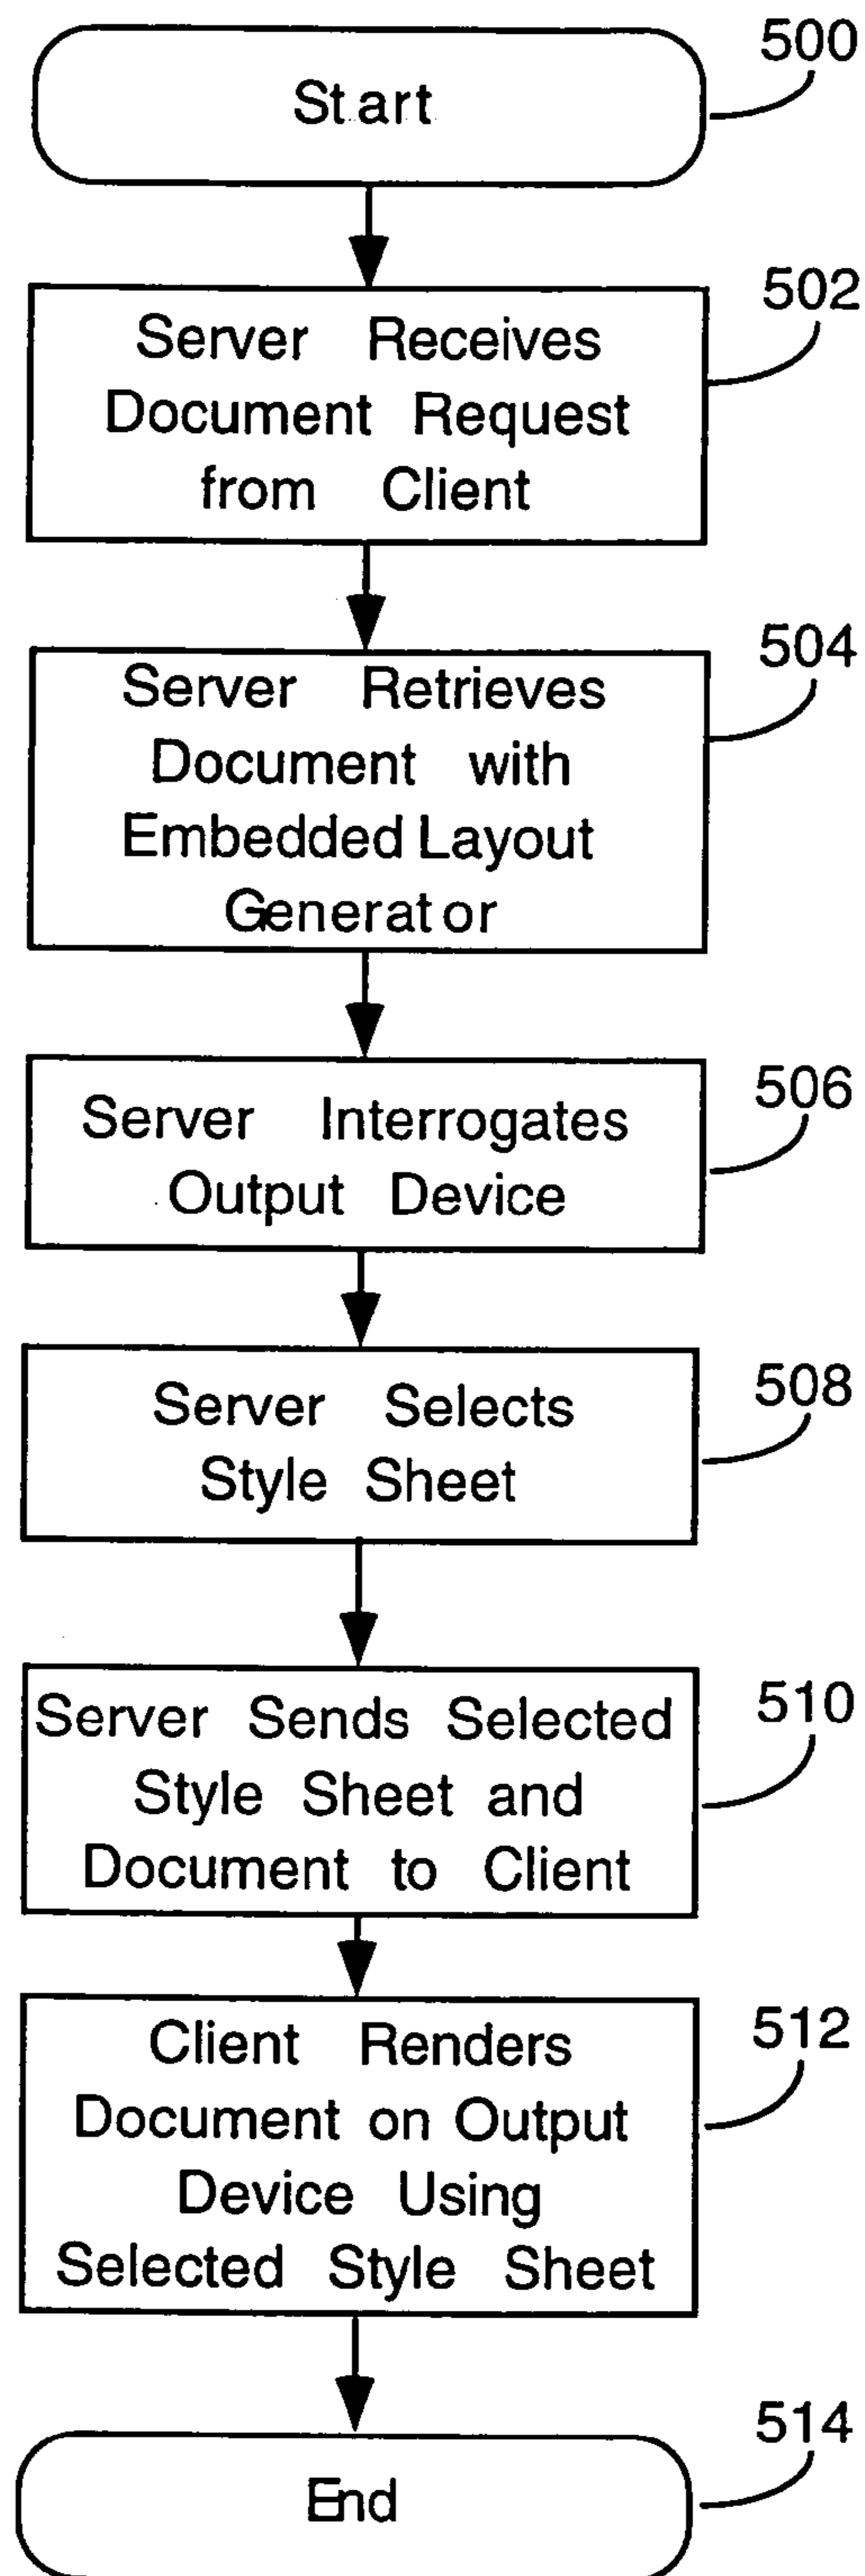 500
Start
502
Server Receives
Document Request
from Client
504
Server Retrieves
Document with
Embedded Layout
Generator
506
Server Interrogates
Output Device
508
Server Selects
Style Sheet
510
Server Sends Selected
Style Sheet and
Document to Client
512
Client Renders
Document on Output
Device Using
Selected Style Sheet
514
End